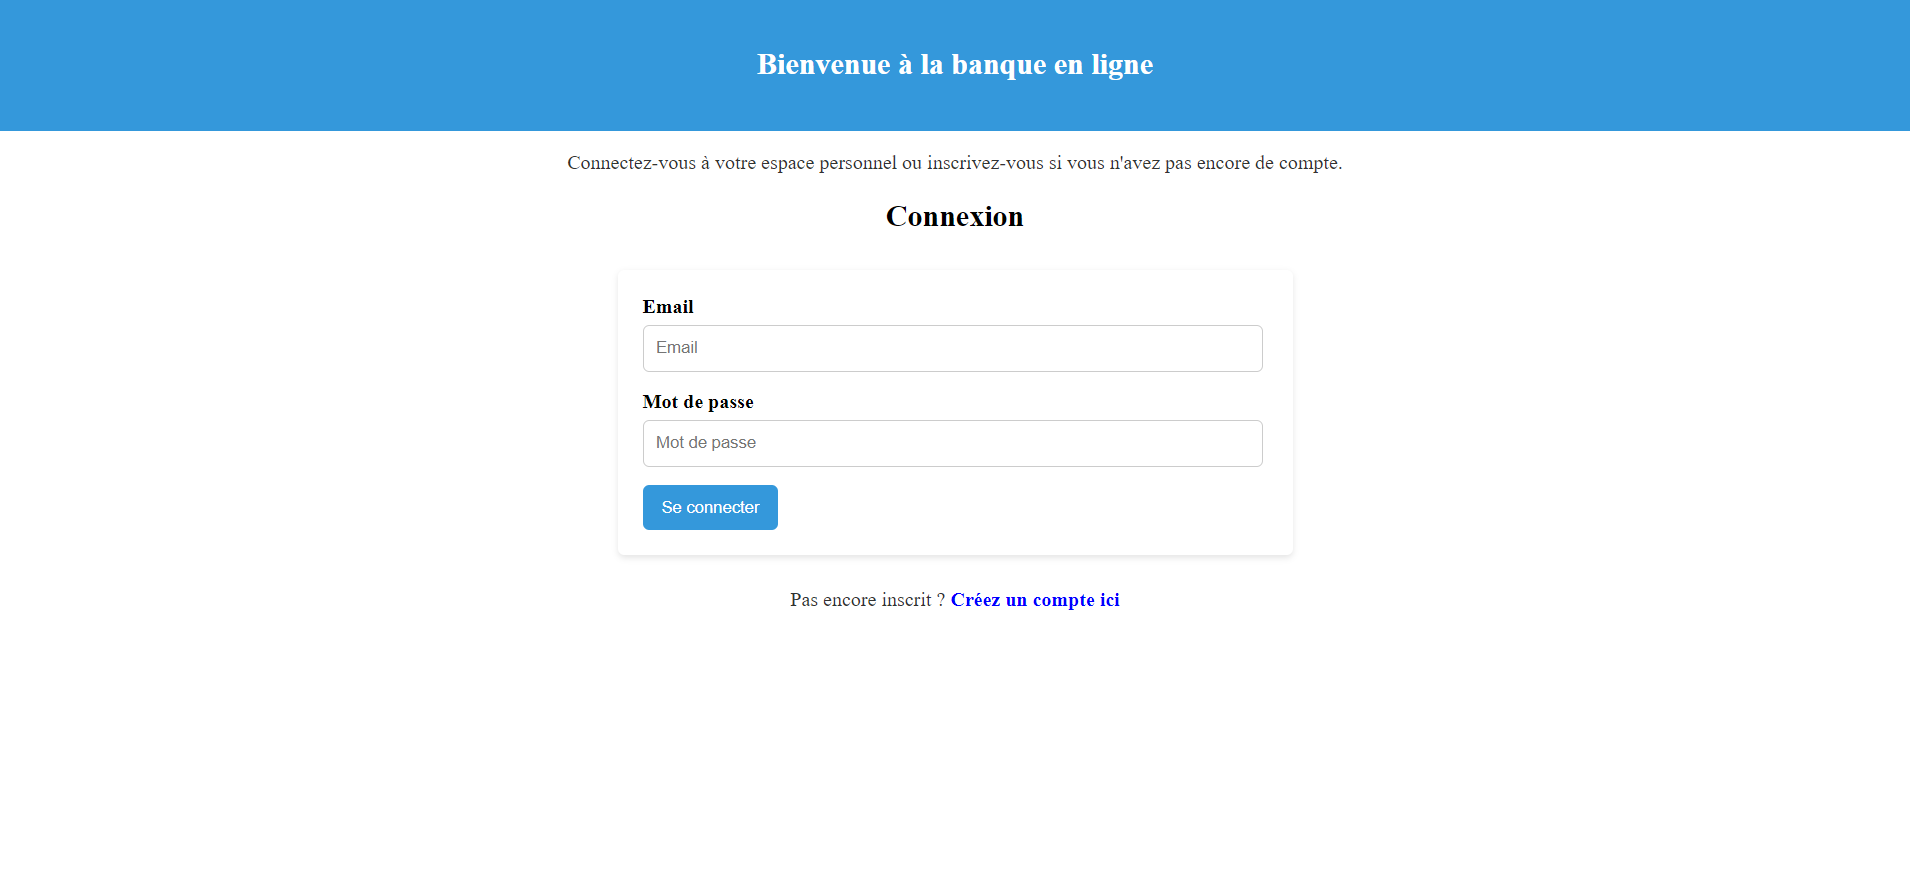 Bienvenue à la banque en ligne
Connectez-vous à votre espace personnel ou inscrivez-vous si vous n'avez pas encore de compte.
Connexion
Email
Email
Mot de passe
Mot de passe
Se connecter
Pas encore inscrit ? Créez un compte ici